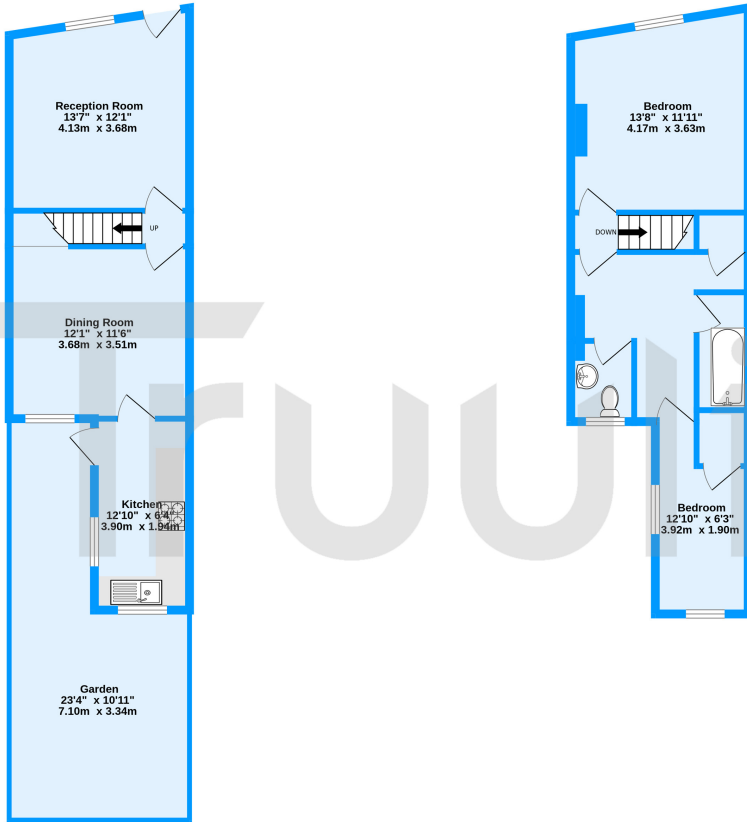 Reception Room
13'7" x 12'1"
4.13m x 3.68m
UP
Dining Room
12'1" x 11'6"
3.68m x 3.51m
Kitchen
12'10" x 6'4"
3.90m x 1.94m
Garden
23'4" x 10'11"
7.10m x 3.34m
Bedroom
13'8" x 11'11"
4.17m x 3.63m
DOWN
Bedroom
12'10" x 6'3"
3.92m x 1.90m